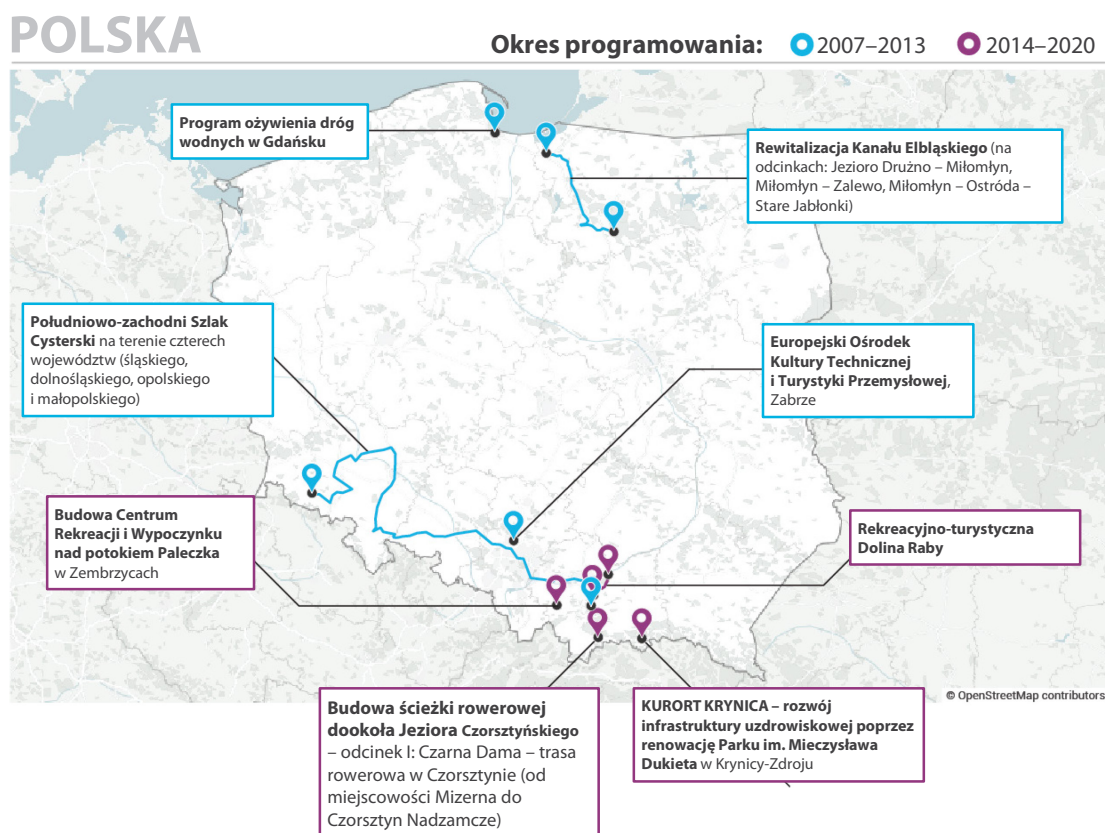 POLSKA
Okres programowania: 2007–2013 2014–2020
Program ożywienia dróg
wodnych w Gdańsku
Rewitalizacja Kanału Elbląskiego (na
odcinkach: Jezioro Drużno – Miłomłyn,
Miłomłyn – Zalewo, Miłomłyn – Ostróda –
Stare Jabłonki)
Południowo-zachodni Szlak
Cysterski na terenie czterech
województw (śląskiego,
dolnośląskiego, opolskiego
i małopolskiego)
Europejski Ośrodek
Kultury Technicznej
i Turystyki Przemysłowej,
Zabrze
Budowa Centrum
Rekreacji i Wypoczynku
nad potokiem Paleczka
w Zembrzycach
Rekreacyjno-turystyczna
Dolina Raby
© OpenStreetMap contributors
Budowa ścieżki rowerowej
dookoła Jeziora Czorsztyńskiego
– odcinek I: Czarna Dama – trasa
rowerowa w Czorsztynie (od
miejscowości Mizerna do
Czorsztyn Nadzamcze)
KURORT KRYNICA – rozwój
infrastruktury uzdrowiskowej poprzez
renowację Parku im. Mieczysława
Dukieta w Krynicy-Zdroju